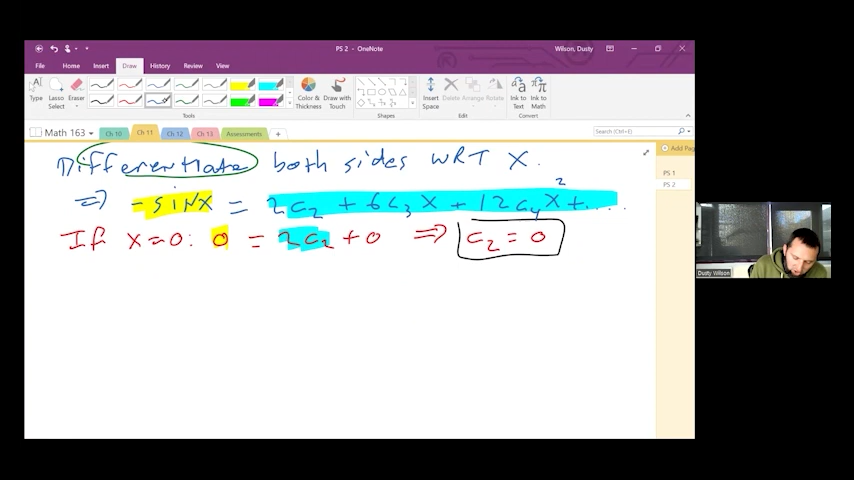 PS 2 - OneNote
Wilson, Dusty
File Home Insert Draw History Review View
Type Lasso Select Eraser Color & Thickness Draw with Touch Insert Space Delete Arrange Rotate Ink to Text Ink to Math
Tools Shapes Edit Convert
Math 163 Ch 10 Ch 11 Ch 12 Ch 13 Assessments + Search (Ctrl+E)
Add Pag
PS 1
PS 2
Differentiate both sides WRT X.
⇒ -sinx = 2c₂ + 6c₃x + 12c₄x² + ....
If x=0: 0 = 2c₂ + 0 ⇒ c₂ = 0
Dusty Wilson